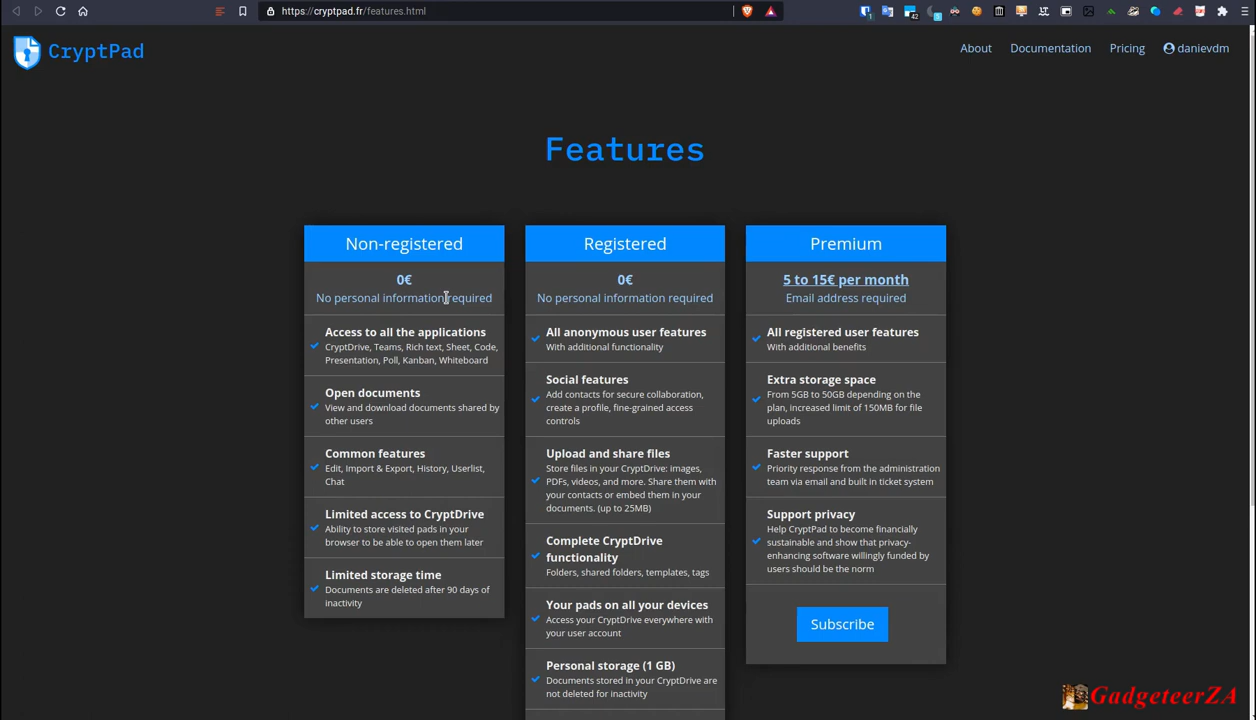 https://cryptpad.fr/features.html
1
42
CryptPad
About
Documentation
Pricing
danievdm
Features
Non-registered
0€
No personal information required
Access to all the applications
CryptDrive, Teams, Rich text, Sheet, Code,
Presentation, Poll, Kanban, Whiteboard
Open documents
View and download documents shared by
other users
Common features
Edit, Import & Export, History, Userlist,
Chat
Limited access to CryptDrive
Ability to store visited pads in your
browser to be able to open them later
Limited storage time
Documents are deleted after 90 days of
inactivity
Registered
0€
No personal information required
All anonymous user features
With additional functionality
Social features
Add contacts for secure collaboration,
create a profile, fine-grained access
controls
Upload and share files
Store files in your CryptDrive: images,
PDFs, videos, and more. Share them with
your contacts or embed them in your
documents. (up to 25MB)
Complete CryptDrive
functionality
Folders, shared folders, templates, tags
Your pads on all your devices
Access your CryptDrive everywhere with
your user account
Personal storage (1 GB)
Documents stored in your CryptDrive are
not deleted for inactivity
Premium
5 to 15€ per month
Email address required
All registered user features
With additional benefits
Extra storage space
From 5GB to 50GB depending on the
plan, increased limit of 150MB for file
uploads
Faster support
Priority response from the administration
team via email and built in ticket system
Support privacy
Help CryptPad to become financially
sustainable and show that privacy-
enhancing software willingly funded by
users should be the norm
Subscribe
GadgeteerZA